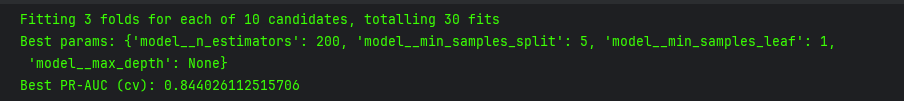 Fitting 3 folds for each of 10 candidates, totalling 30 fits
Best params: {'model__n_estimators': 200, 'model__min_samples_split': 5, 'model__min_samples_leaf': 1,
'model__max_depth': None}
Best PR-AUC (cv): 0.844026112515706